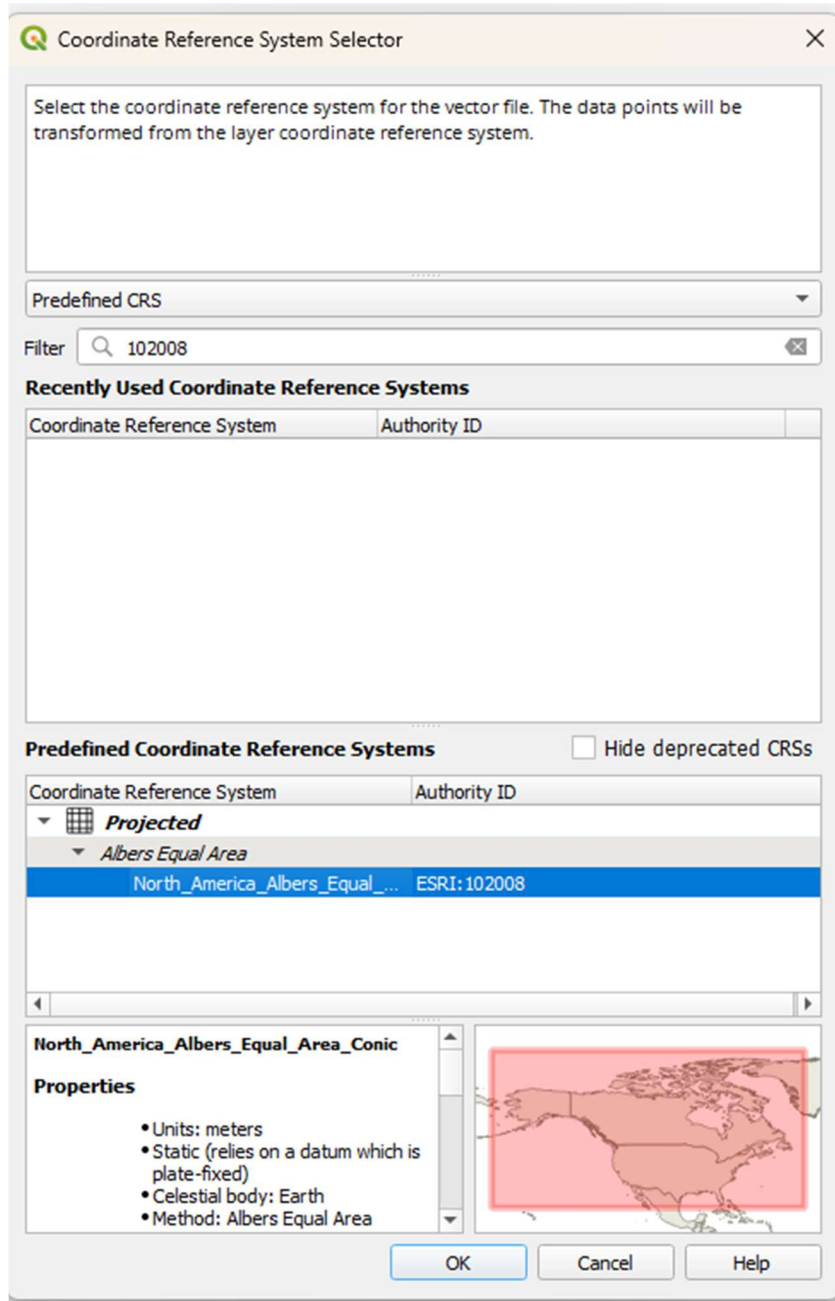 Coordinate Reference System Selector
Select the coordinate reference system for the vector file. The data points will be
transformed from the layer coordinate reference system.
Predefined CRS
Filter 102008
Recently Used Coordinate Reference Systems
Coordinate Reference System Authority ID
Predefined Coordinate Reference Systems Hide deprecated CRSs
Coordinate Reference System Authority ID
Projected
Albers Equal Area
North_America_Albers_Equal_... ESRI:102008
North_America_Albers_Equal_Area_Conic
Properties
•Units: meters
•Static (relies on a datum which is
plate-fixed)
•Celestial body: Earth
•Method: Albers Equal Area
OK Cancel Help